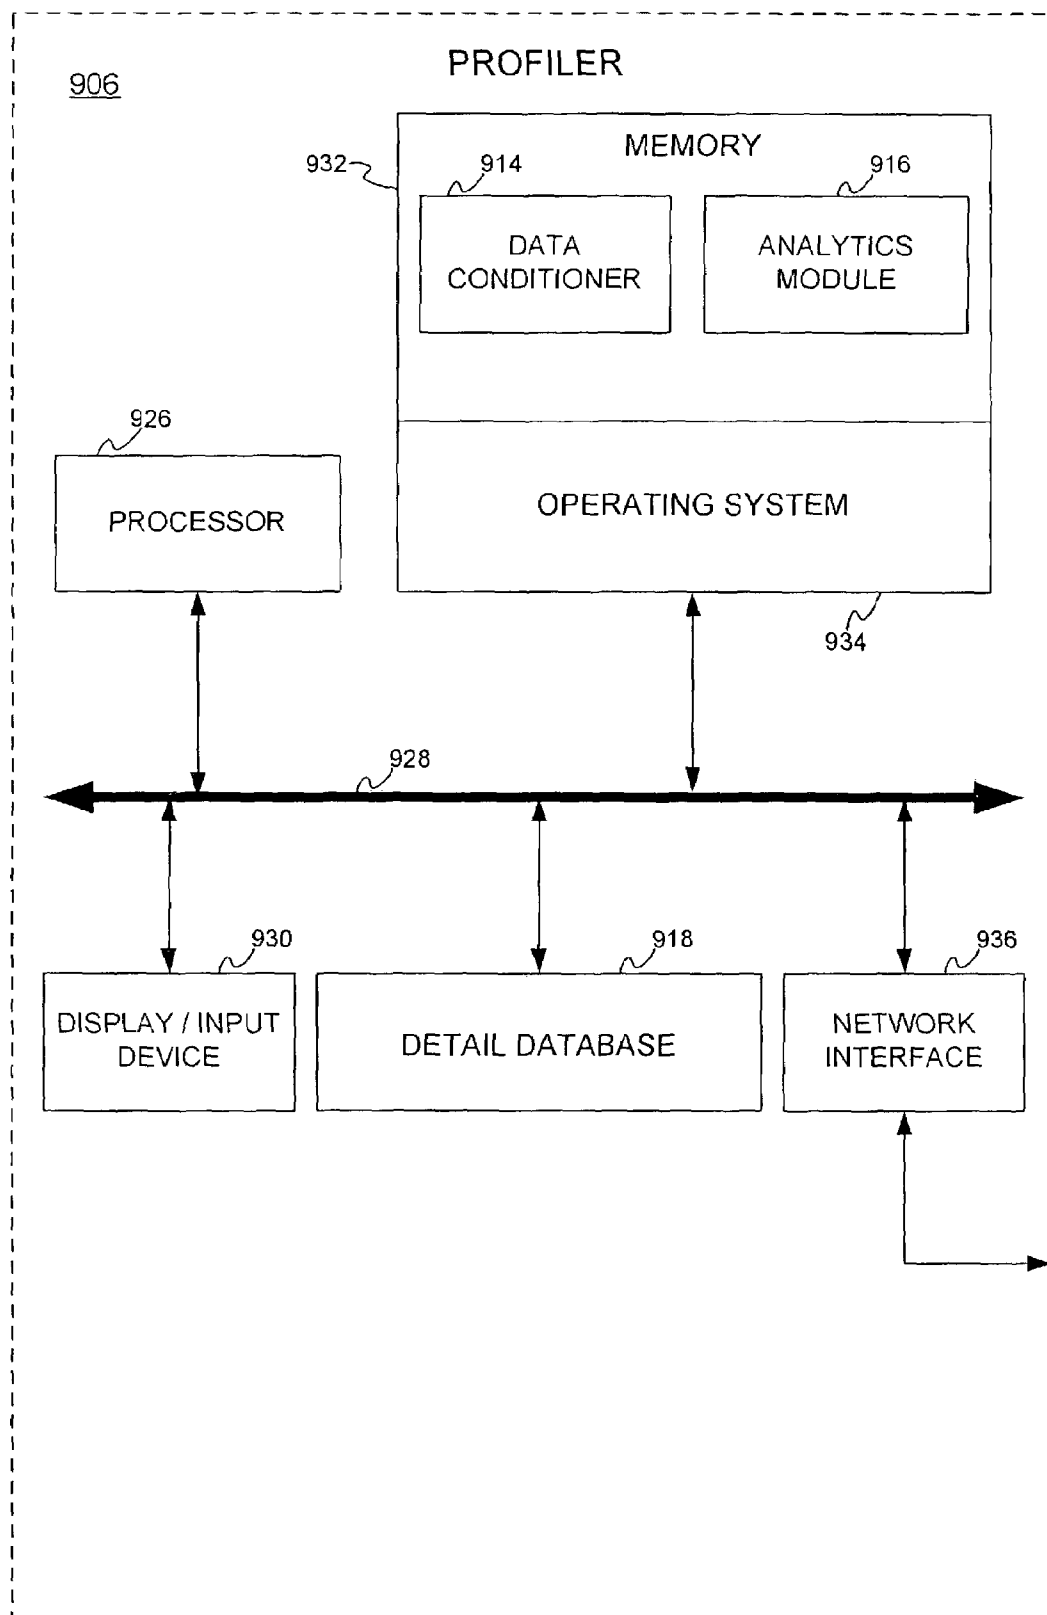 PROFILER
906
MEMORY
932
914
916
DATA
CONDITIONER
ANALYTICS
MODULE
926
PROCESSOR
OPERATING SYSTEM
934
928
930
918
936
DISPLAY / INPUT
DEVICE
DETAIL DATABASE
NETWORK
INTERFACE